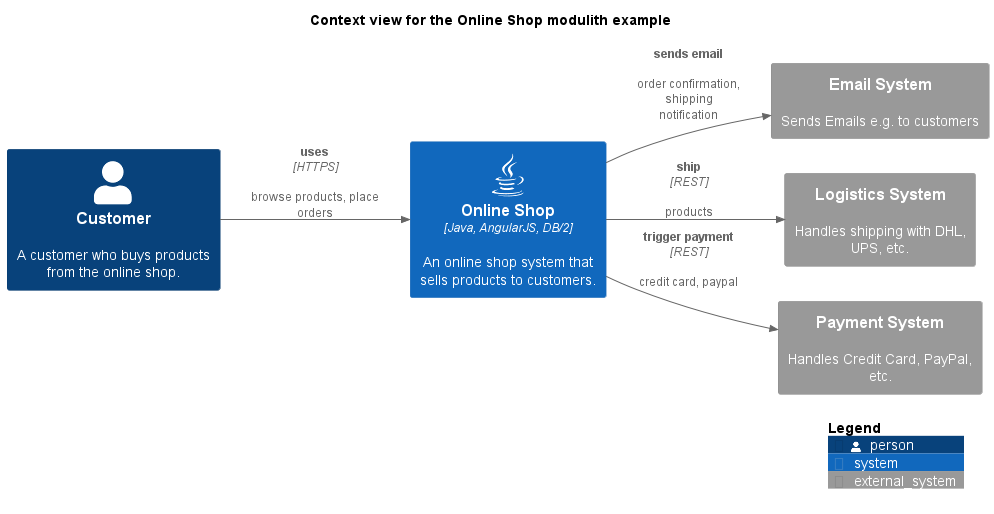 Context view for the Online Shop modulith example
Customer
A customer who buys products
from the online shop.
uses
[HTTPS]
browse products, place
orders
Online Shop
[Java, AngularJS, DB/2]
An online shop system that
sells products to customers.
sends email
order confirmation,
shipping
notification
ship
[REST]
products
trigger payment
[REST]
credit card, paypal
Email System
Sends Emails e.g. to customers
Logistics System
Handles shipping with DHL,
UPS, etc.
Payment System
Handles Credit Card, PayPal,
etc.
Legend
person
system
external_system